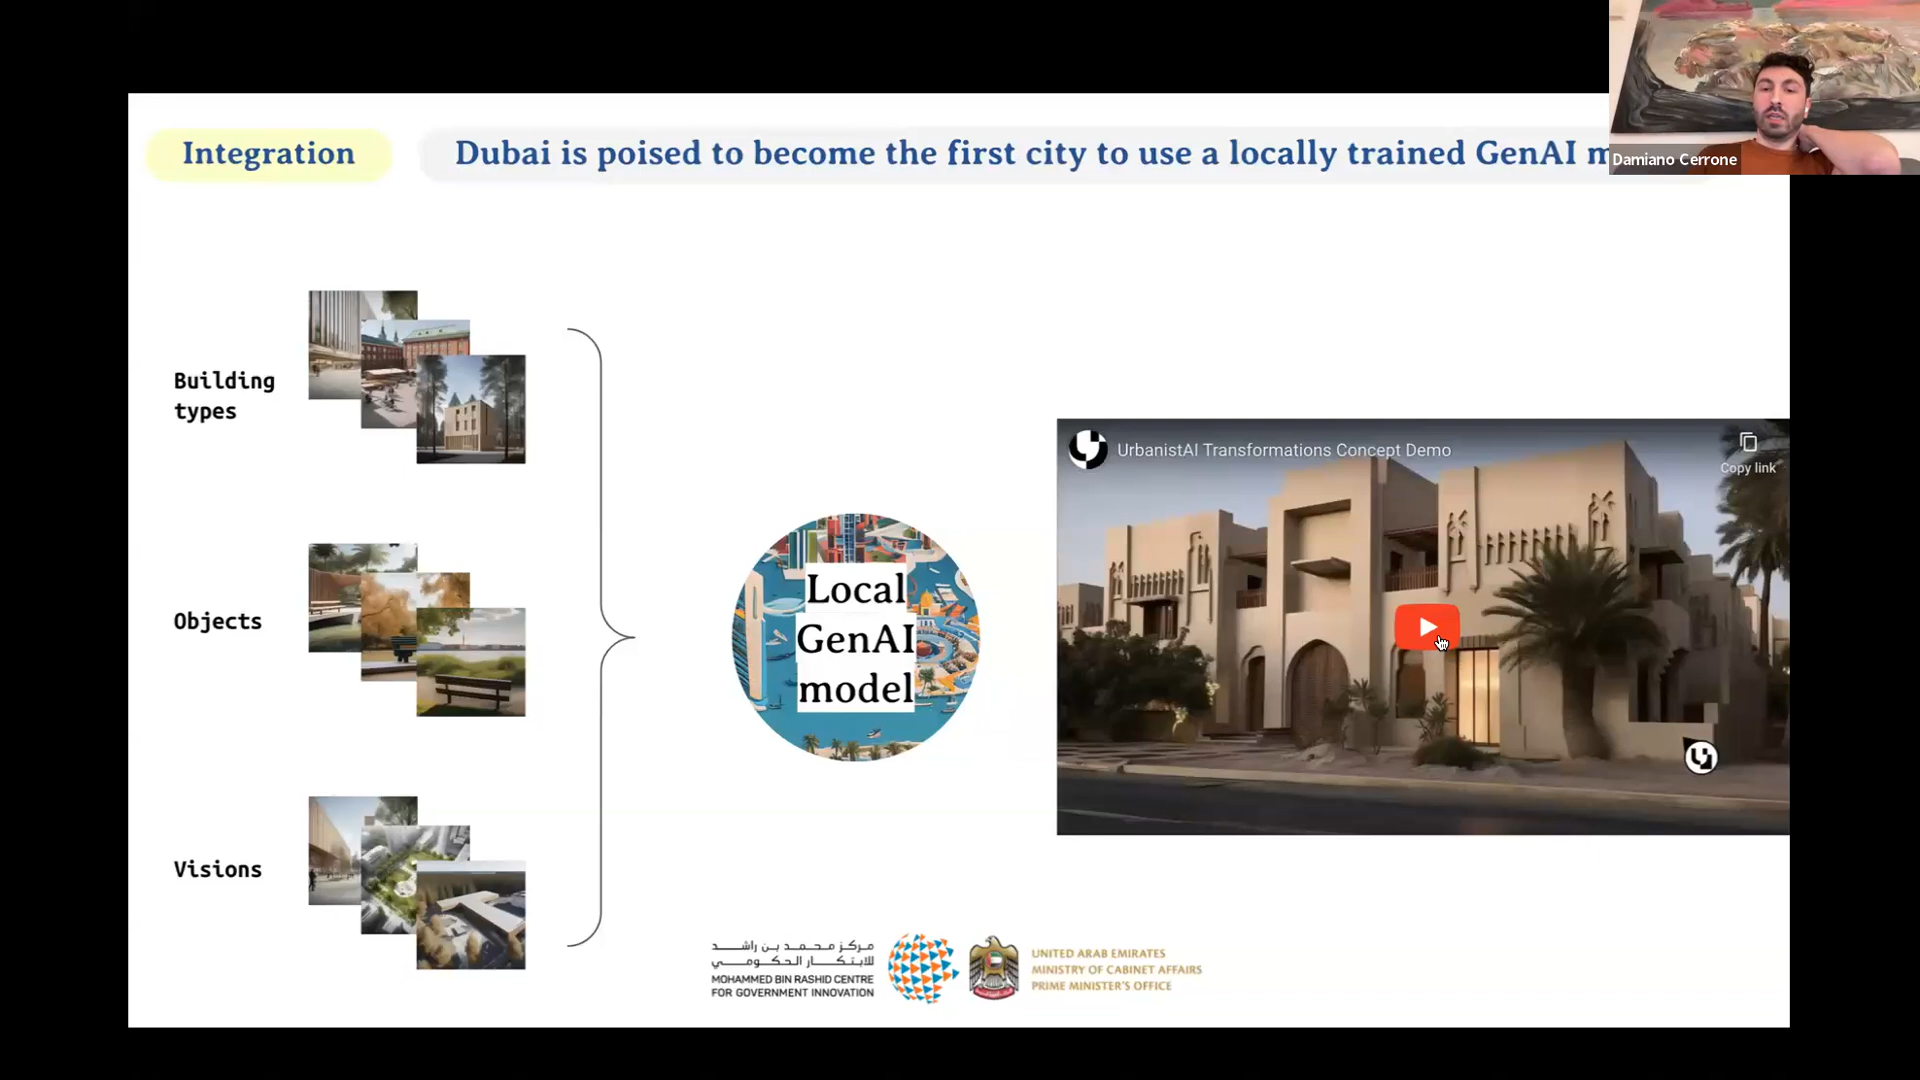 Integration
Dubai is poised to become the first city to use a locally trained GenAI
Damiano Cerrone
Building
types
Objects
Visions
Local
GenAI
model
UrbanistAI Transformations Concept Demo
Copy link
مركز محمد بن راشد
للابتكار الحكومي
MOHAMMED BIN RASHID CENTRE
FOR GOVERNMENT INNOVATION
UNITED ARAB EMIRATES
MINISTRY OF CABINET AFFAIRS
PRIME MINISTER'S OFFICE